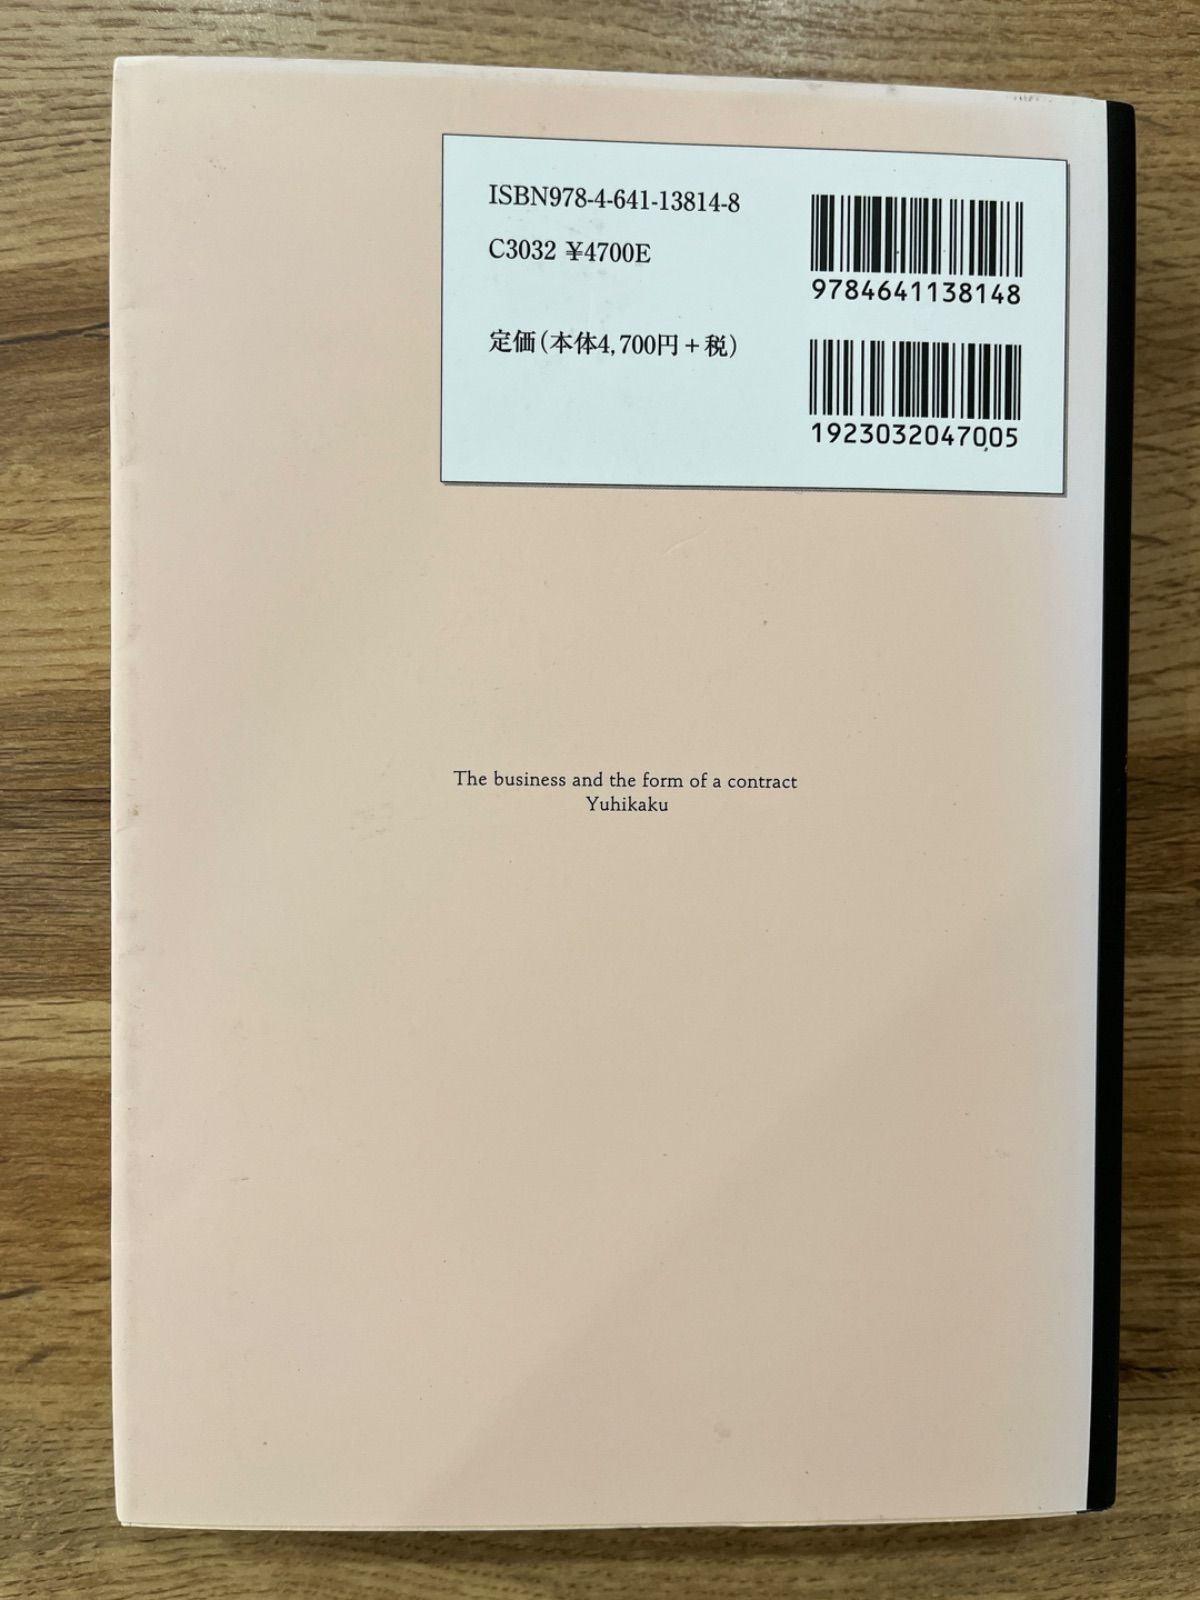 ISBN978-4-641-13814-8
C3032 ¥4700E
定価(本体4,700円+税)
9784641138148
1923032047005
The business and the form of a contract
Yuhikaku